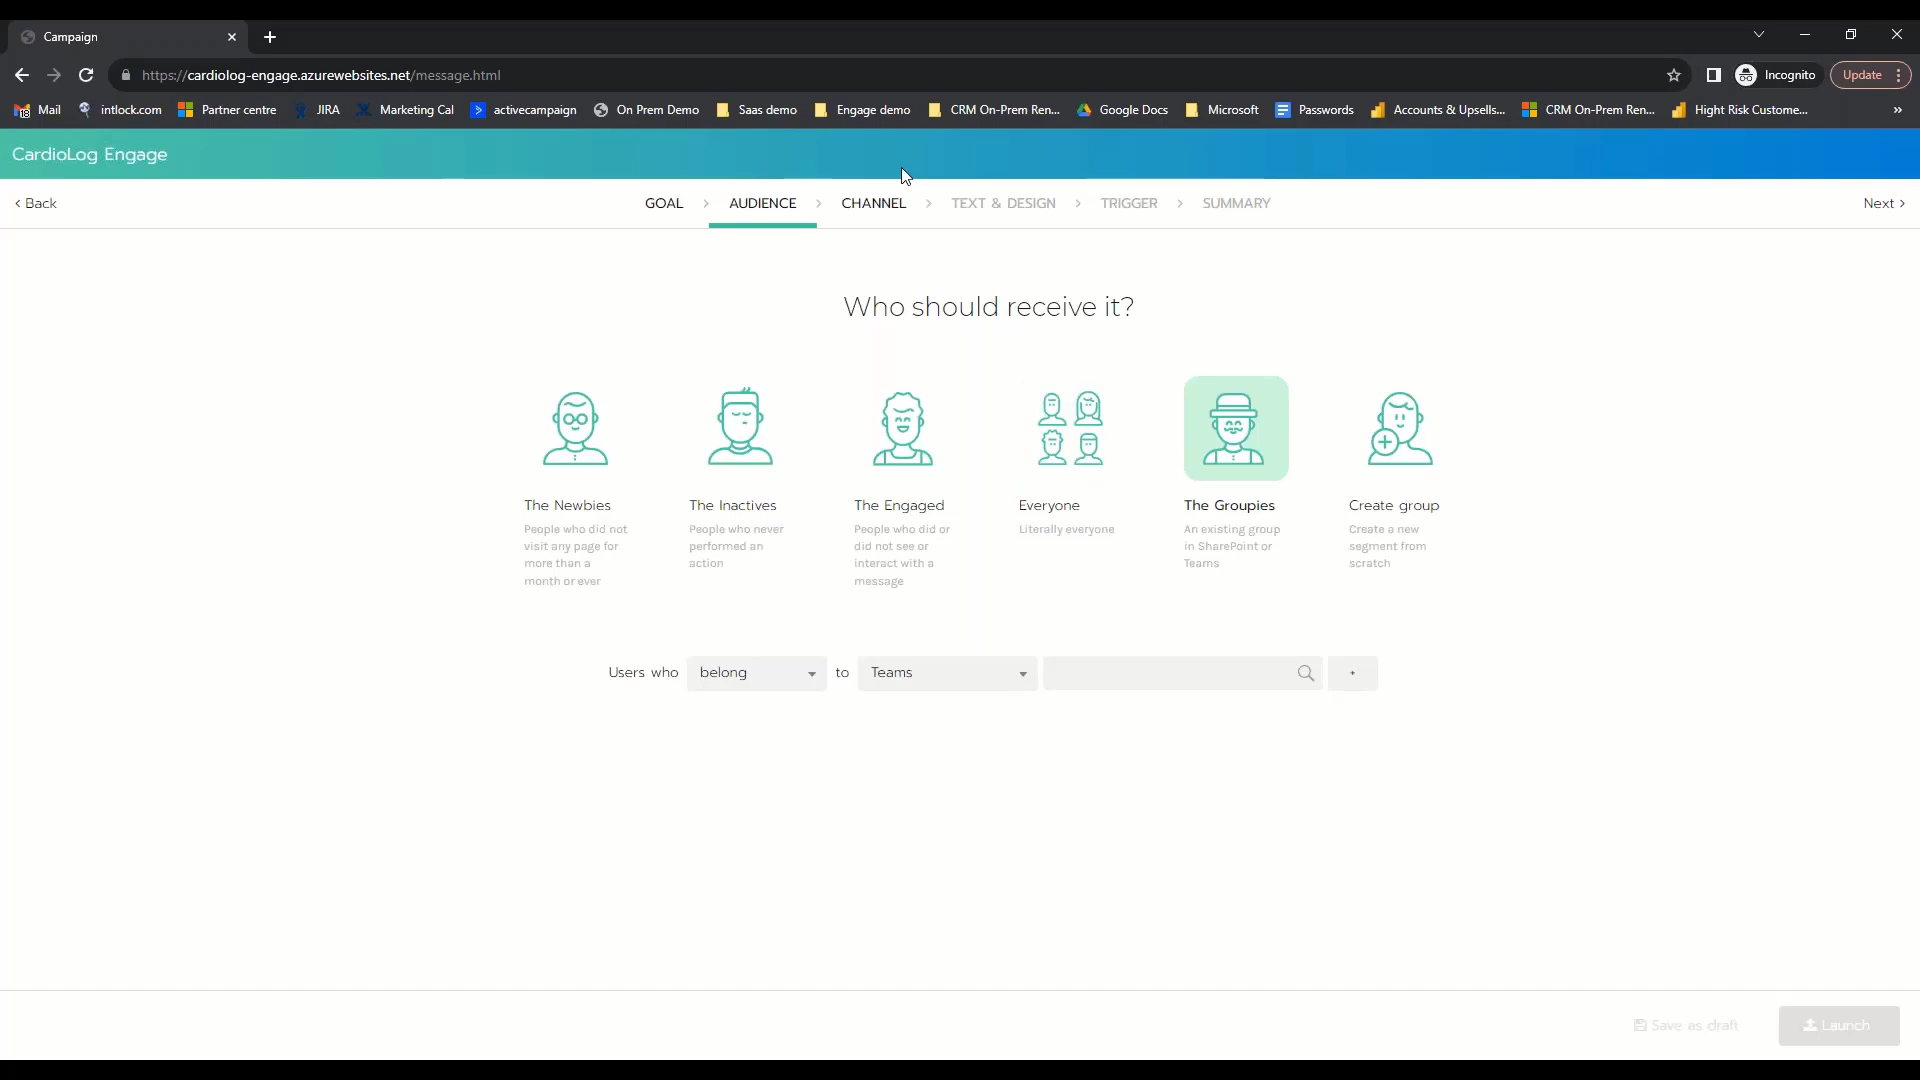 Campaign
https://cardiolog-engage.azurewebsites.net/message.html
Incognito
Update
18
Mail
intlock.com
Partner centre
JIRA
Marketing Cal
activecampaign
On Prem Demo
Saas demo
Engage demo
CRM On-Prem Ren...
Google Docs
Microsoft
Passwords
Accounts & Upsells...
CRM On-Prem Ren...
Hight Risk Custome...
»
CardioLog Engage
< Back
GOAL > AUDIENCE > CHANNEL > TEXT & DESIGN > TRIGGER > SUMMARY
Next >
Who should receive it?
The Newbies
People who did not
visit any page for
more than a
month or ever
The Inactives
People who never
performed an
action
The Engaged
People who did or
did not see or
interact with a
message
Everyone
Literally everyone
The Groupies
An existing group
in SharePoint or
Teams
Create group
Create a new
segment from
scratch
Users who belong to Teams +
Save as draft
Launch